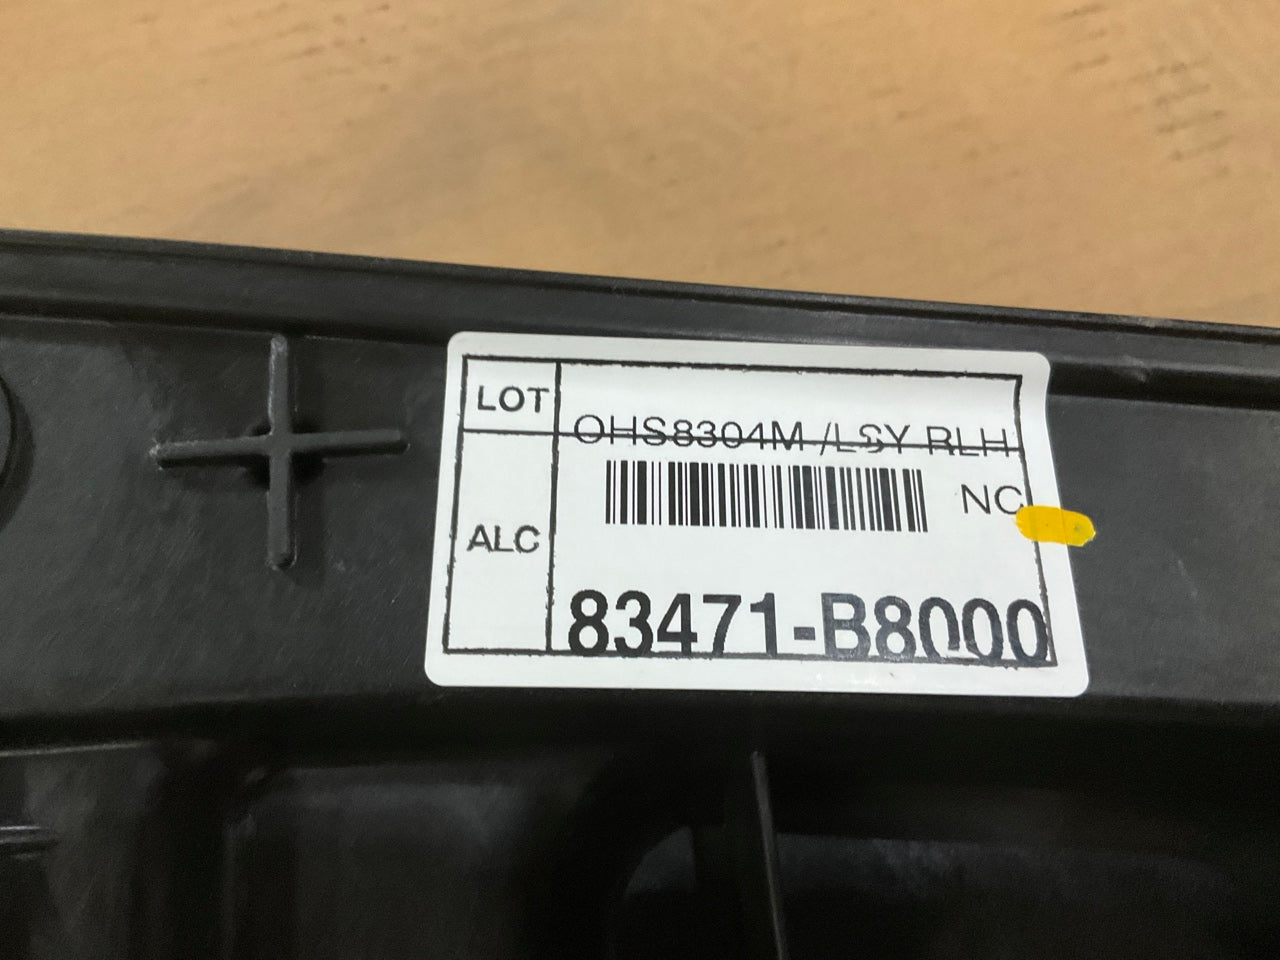 LOT
OHS8304M /LSY RLH
NC
ALC
83471-B8000